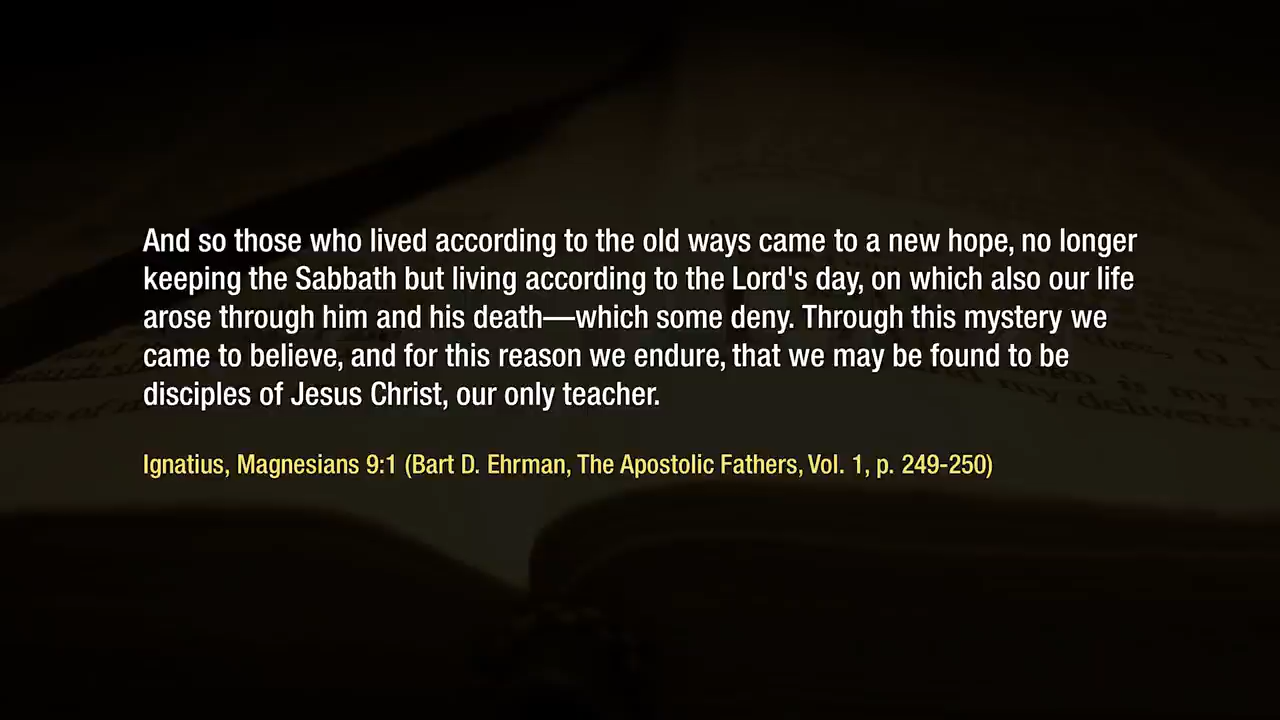 And so those who lived according to the old ways came to a new hope, no longer
keeping the Sabbath but living according to the Lord's day, on which also our life
arose through him and his death—which some deny. Through this mystery we
came to believe, and for this reason we endure, that we may be found to be
disciples of Jesus Christ, our only teacher.
Ignatius, Magnesians 9:1 (Bart D. Ehrman, The Apostolic Fathers, Vol. 1, p. 249-250)